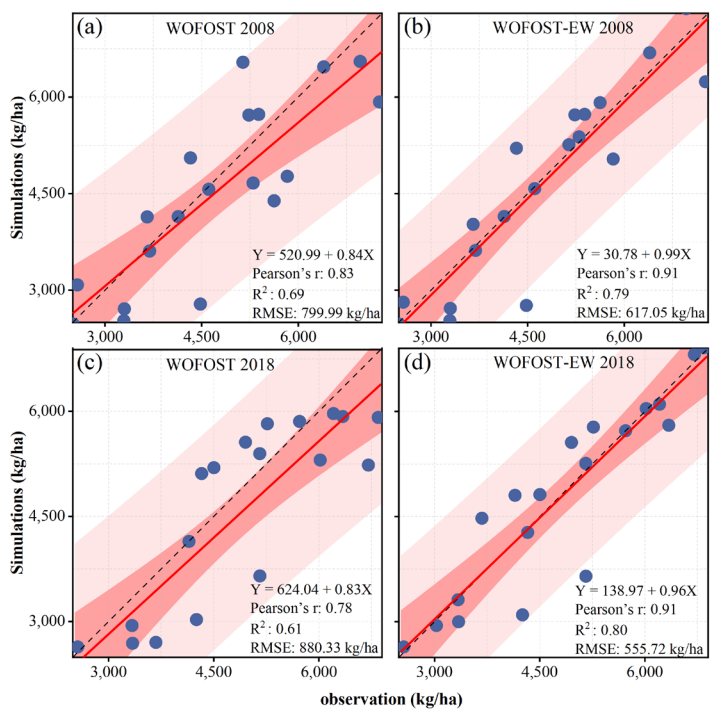 (a) WOFOST 2008
(b) WOFOST-EW 2008
Simulations (kg/ha)
6,000
4,500
3,000
Y = 520.99 + 0.84X
Pearson's r: 0.83
R²: 0.69
RMSE: 799.99 kg/ha
Y = 30.78 + 0.99X
Pearson's r: 0.91
R²: 0.79
RMSE: 617.05 kg/ha
3,000 4,500 6,000
3,000 4,500 6,000
(c) WOFOST 2018
(d) WOFOST-EW 2018
Simulations (kg/ha)
6,000
4,500
3,000
Y = 624.04 + 0.83X
Pearson's r: 0.78
R²: 0.61
RMSE: 880.33 kg/ha
Y = 138.97 + 0.96X
Pearson's r: 0.91
R²: 0.80
RMSE: 555.72 kg/ha
3,000 4,500 6,000
3,000 4,500 6,000
observation (kg/ha)